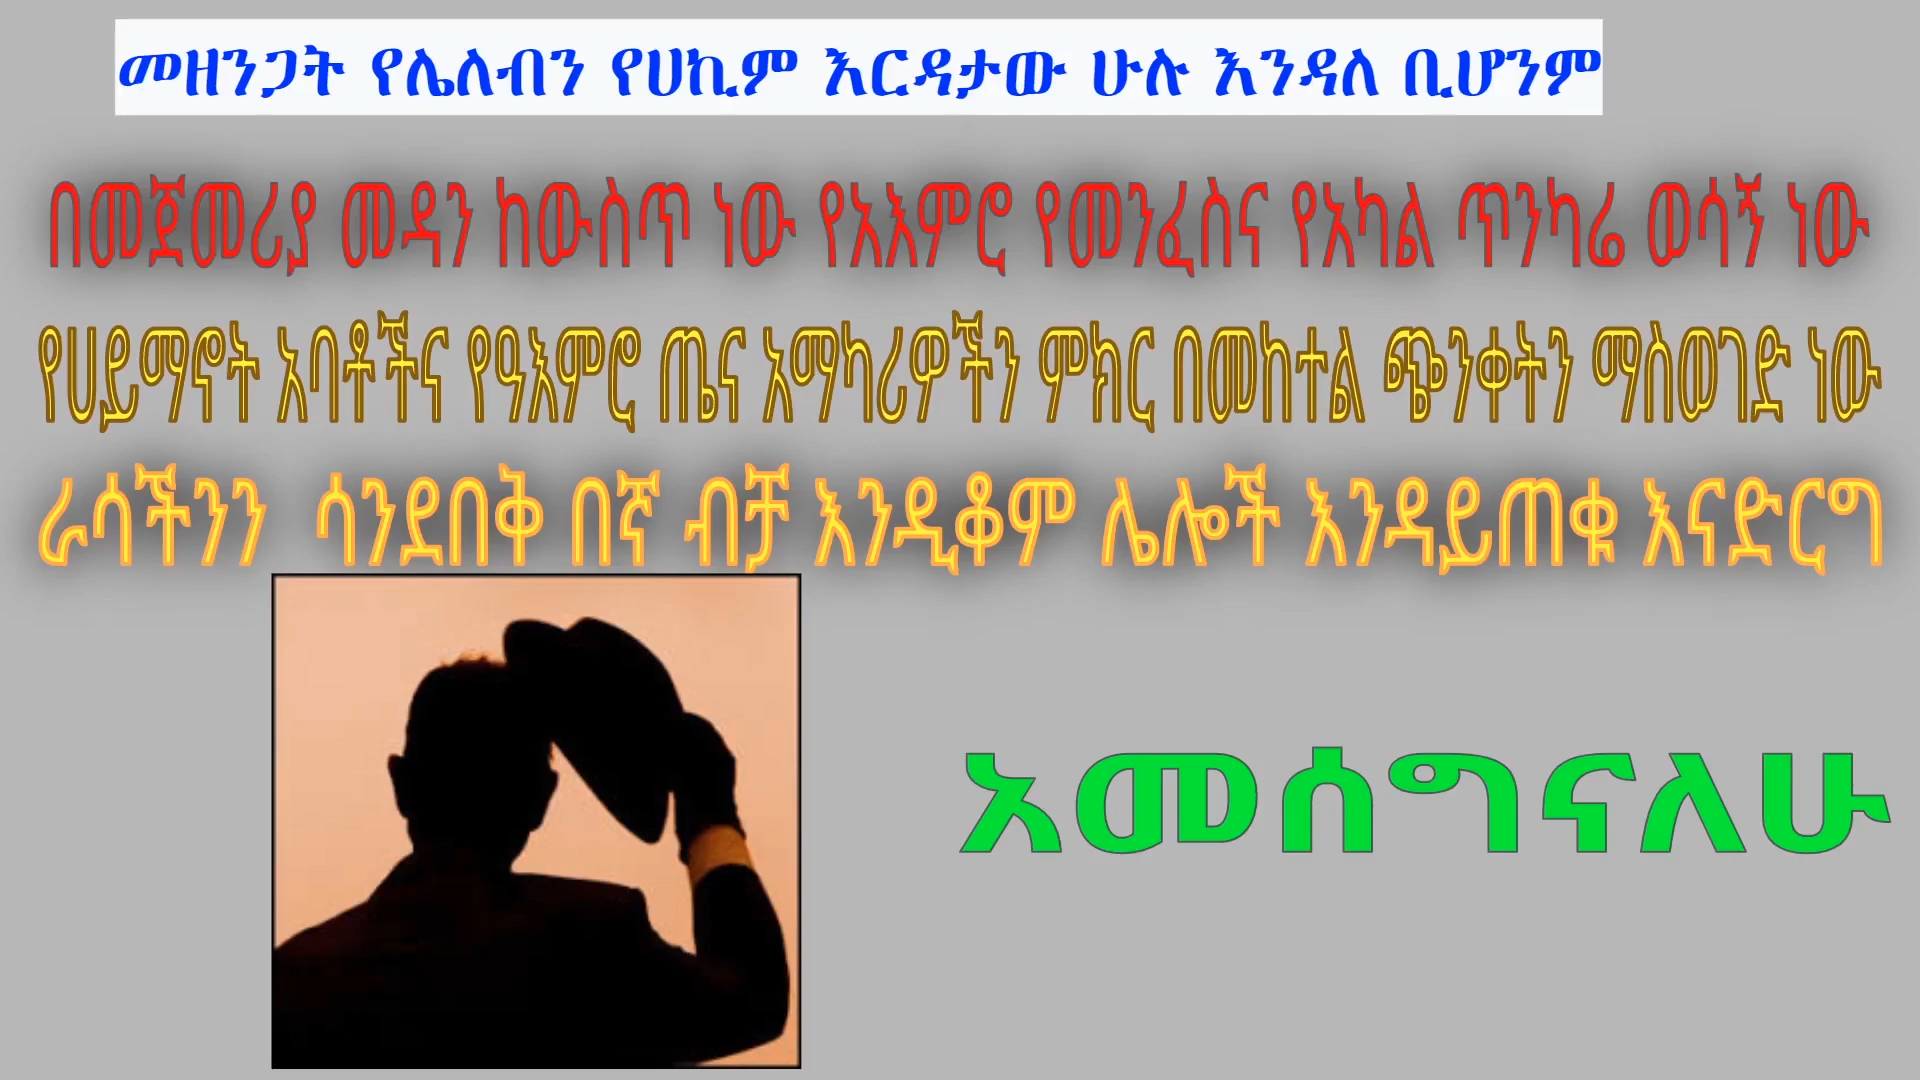 መዘንጋት የሌለብን የሀኪም እርዳታው ሁሉ እንዳለ ቢሆንም
በመጀመሪያ መዳን ከውስጥ ነው የአእምሮ የመንፈስና የአካል ጥንካሬ ወሳኝ ነው
የሀይማኖት አባቶችና የዓእምሮ ጤና አማካሪዎችን ምክር በመከተል ጭንቀትን ማስወገድ ነው
ራሳችንን ሳንደበቅ በኛ ብቻ እንዲቆም ሌሎች እንዳይጠቁ እናድርግ
አመሰግናለሁ